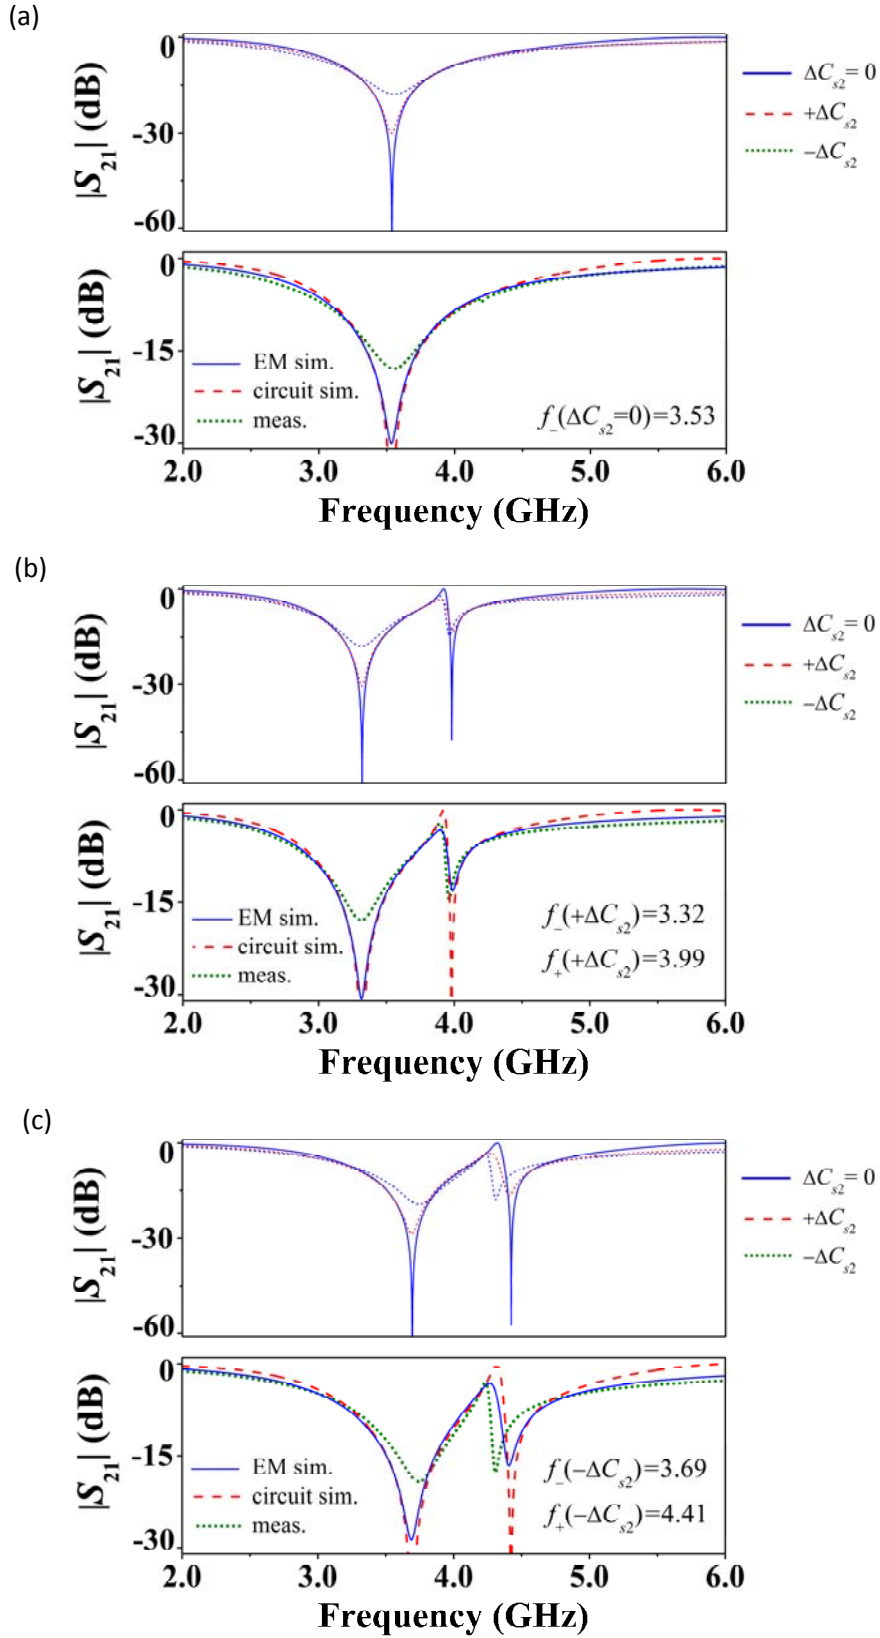 (a)
|S21| (dB)
0
-30
-60
ΔCs2= 0
+ΔCs2
−ΔCs2
|S21| (dB)
0
-15
-30
EM sim.
circuit sim.
meas.
f−(ΔCs2=0)=3.53
2.0 3.0 4.0 5.0 6.0
Frequency (GHz)
(b)
|S21| (dB)
0
-30
-60
ΔCs2= 0
+ΔCs2
−ΔCs2
|S21| (dB)
0
-15
-30
EM sim.
circuit sim.
meas.
f−(+ΔCs2)=3.32
f+(+ΔCs2)=3.99
2.0 3.0 4.0 5.0 6.0
Frequency (GHz)
(c)
|S21| (dB)
0
-30
-60
ΔCs2= 0
+ΔCs2
−ΔCs2
|S21| (dB)
0
-15
-30
EM sim.
circuit sim.
meas.
f−(−ΔCs2)=3.69
f+(−ΔCs2)=4.41
2.0 3.0 4.0 5.0 6.0
Frequency (GHz)